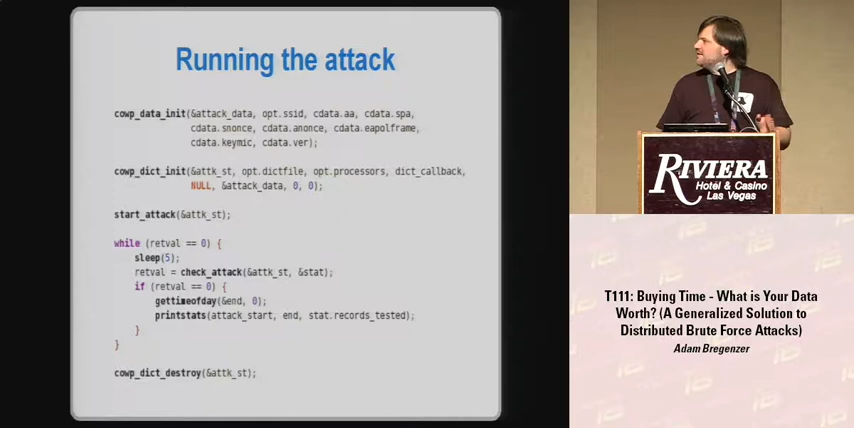 Running the attack
cowp_data_init(&attack_data, opt.ssid, cdata.aa, cdata.spa,
cdata.snonce, cdata.anonce, cdata.eapolframe,
cdata.keymic, cdata.ver);
cowp_dict_init(&attk_st, opt.dictfile, opt.processors, dict_callback,
NULL, &attack_data, 0, 0);
start_attack(&attk_st);
while (retval == 0) {
sleep(5);
retval = check_attack(&attk_st, &stat);
if (retval == 0) {
gettimeofday(&end, 0);
printstats(attack_start, end, stat.records_tested);
}
}
cowp_dict_destroy(&attk_st);
RIVIERA
Hotel & Casino
Las Vegas
T111: Buying Time - What is Your Data
Worth? (A Generalized Solution to
Distributed Brute Force Attacks)
Adam Bregenzer